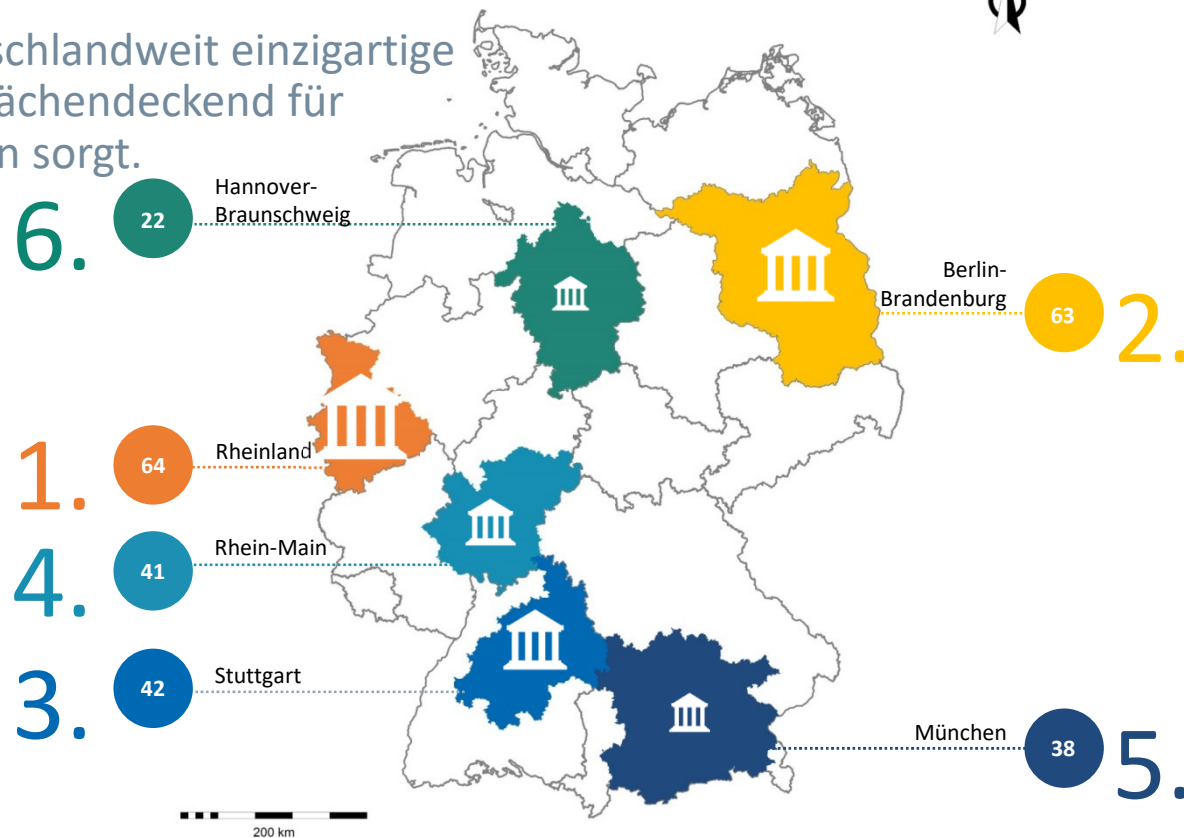 schlandweit einzigartige
ächendeckend für
n sorgt.
6.
22
Hannover-
Braunschweig
Berlin-
Brandenburg
63
2.
1.
64
Rheinland
4.
41
Rhein-Main
3.
42
Stuttgart
München
38
5.
200 km